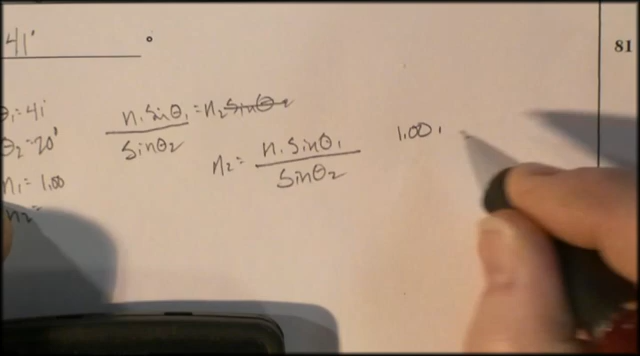 41°
81
θ₁=41
θ₂=20°
n₁=1.00
n₂=
n₁ sinθ₁ = n₂ sinθ₂
sinθ₂
n₂ = n₁ sinθ₁
sinθ₂
1.00 ·